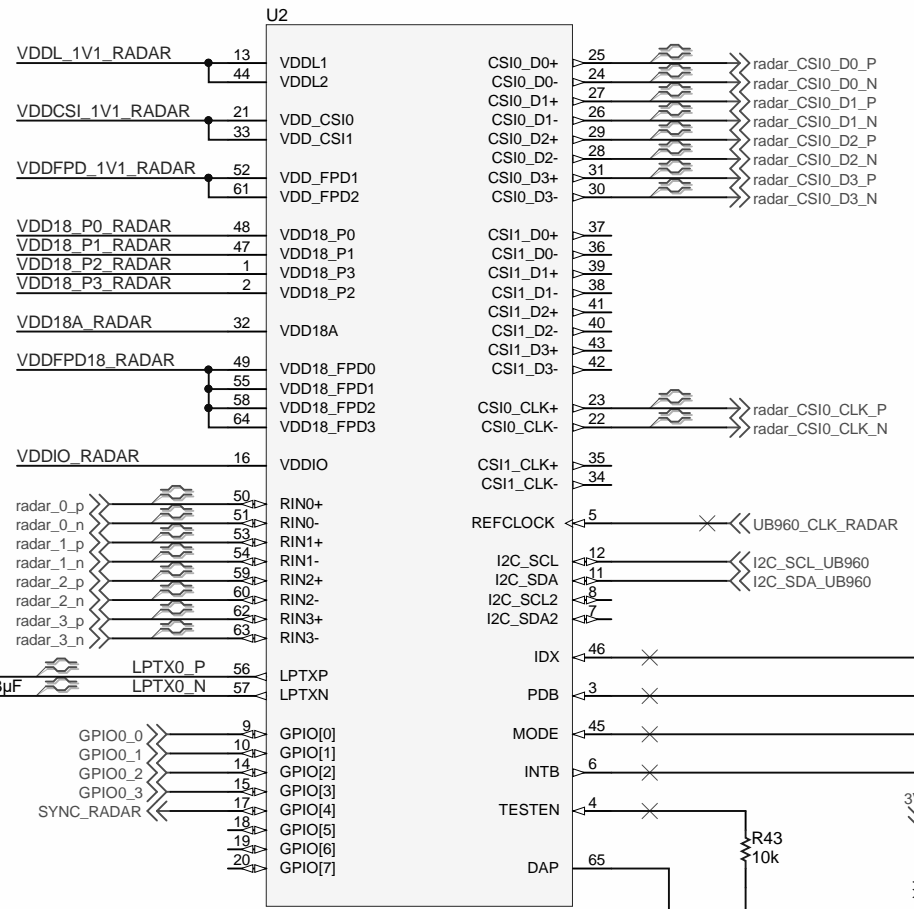 U2
VDDL_1V1_RADAR 13 VDDL1 CSI0_D0+ 25 radar_CSI0_D0_P
44 VDDL2 CSI0_D0- 24 radar_CSI0_D0_N
CSI0_D1+ 27 radar_CSI0_D1_P
VDDCSI_1V1_RADAR 21 VDD_CSI0 CSI0_D1- 26 radar_CSI0_D1_N
33 VDD_CSI1 CSI0_D2+ 29 radar_CSI0_D2_P
CSI0_D2- 28 radar_CSI0_D2_N
VDDFPD_1V1_RADAR 52 VDD_FPD1 CSI0_D3+ 31 radar_CSI0_D3_P
61 VDD_FPD2 CSI0_D3- 30 radar_CSI0_D3_N
VDD18_P0_RADAR 48 VDD18_P0 CSI1_D0+ 37
VDD18_P1_RADAR 47 VDD18_P1 CSI1_D0- 36
VDD18_P2_RADAR 1 VDD18_P3 CSI1_D1+ 39
VDD18_P3_RADAR 2 VDD18_P2 CSI1_D1- 38
CSI1_D2+ 41
VDD18A_RADAR 32 VDD18A CSI1_D2- 40
CSI1_D3+ 43
VDDFPD18_RADAR 49 VDD18_FPD0 CSI1_D3- 42
55 VDD18_FPD1
58 VDD18_FPD2 CSI0_CLK+ 23 radar_CSI0_CLK_P
64 VDD18_FPD3 CSI0_CLK- 22 radar_CSI0_CLK_N
VDDIO_RADAR 16 VDDIO CSI1_CLK+ 35
CSI1_CLK- 34
radar_0_p 50 RIN0+
radar_0_n 51 RIN0- REFCLOCK 5 UB960_CLK_RADAR
radar_1_p 53 RIN1+
radar_1_n 54 RIN1- I2C_SCL 12 I2C_SCL_UB960
radar_2_p 59 RIN2+ I2C_SDA 11 I2C_SDA_UB960
radar_2_n 60 RIN2- I2C_SCL2 8
radar_3_p 62 RIN3+ I2C_SDA2 7
radar_3_n 63 RIN3-
IDX 46
LPTX0_P 56 LPTXP
µF LPTX0_N 57 LPTXN PDB 3
GPIO0_0 9 GPIO[0] MODE 45
GPIO0_1 10 GPIO[1]
GPIO0_2 14 GPIO[2] INTB 6
GPIO0_3 15 GPIO[3]
SYNC_RADAR 17 GPIO[4] TESTEN 4
18 GPIO[5]
19 GPIO[6] R43
20 GPIO[7] DAP 65 10k